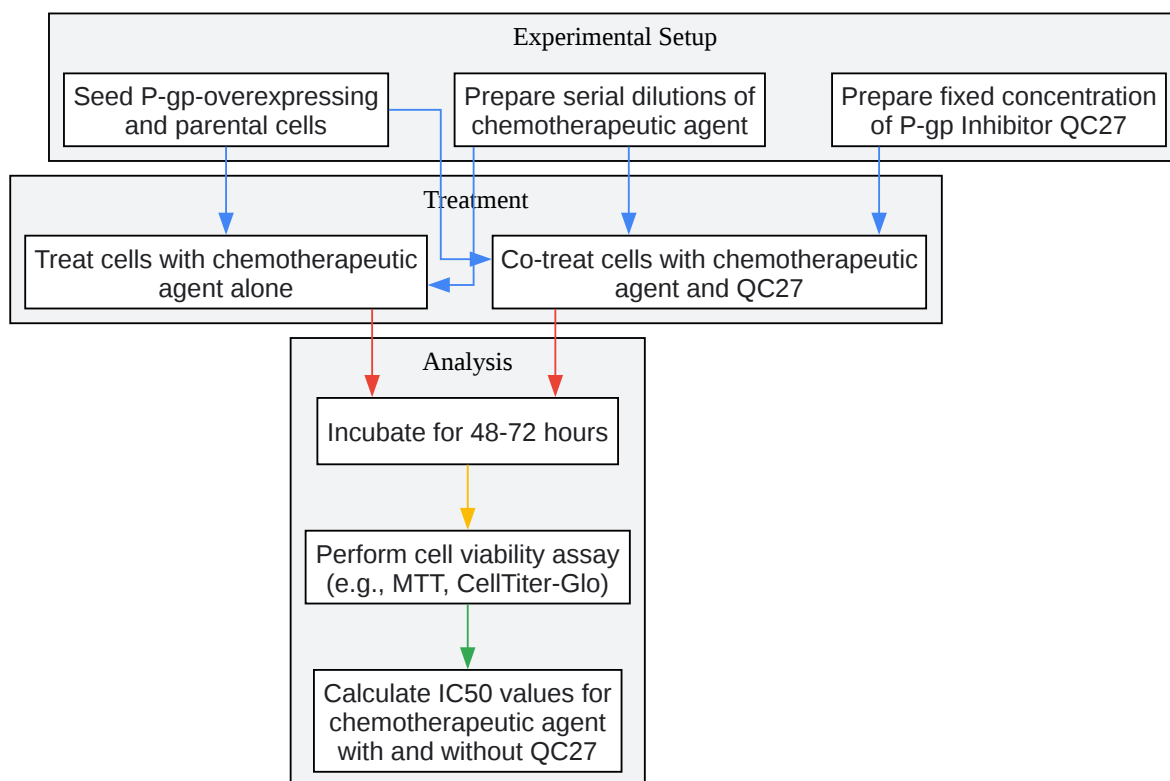 Experimental Setup
Seed P-gp-overexpressing
and parental cells
Prepare serial dilutions of
chemotherapeutic agent
Prepare fixed concentration
of P-gp Inhibitor QC27
Treatment
Treat cells with chemotherapeutic
agent alone
Co-treat cells with chemotherapeutic
agent and QC27
Analysis
Incubate for 48-72 hours
Perform cell viability assay
(e.g., MTT, CellTiter-Glo)
Calculate IC50 values for
chemotherapeutic agent
with and without QC27